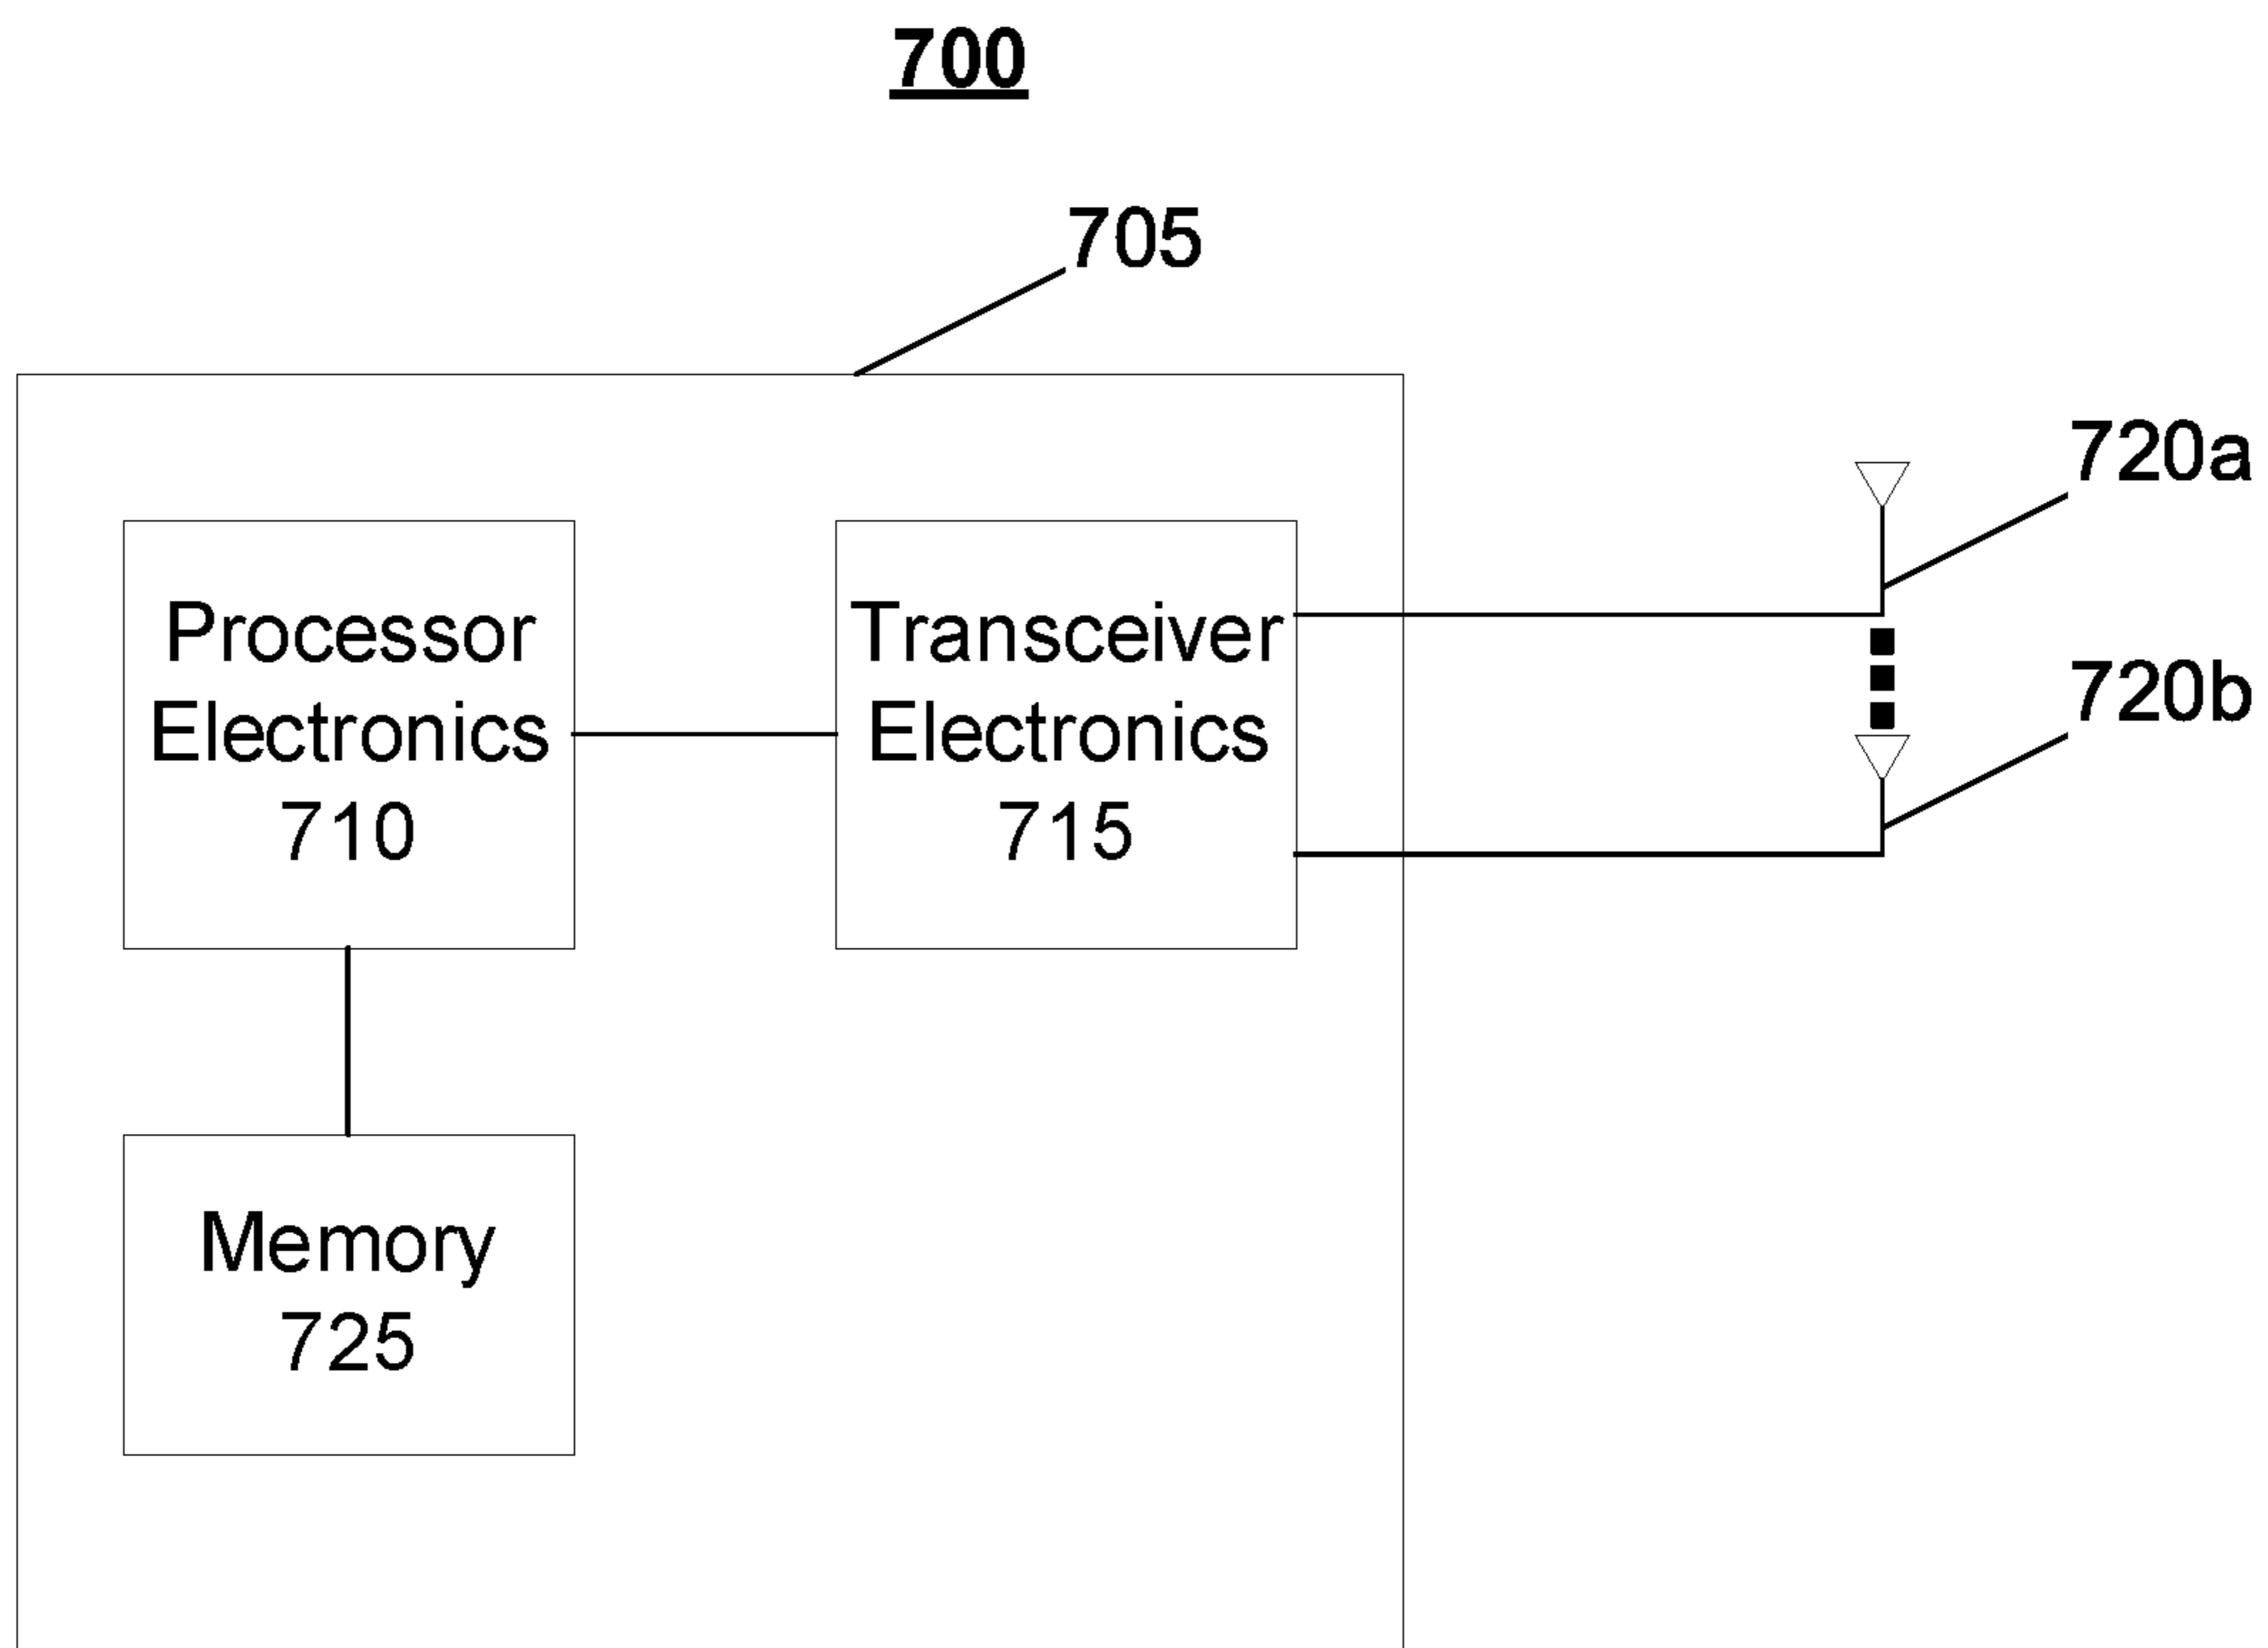 700
705
720a
Processor
Electronics
710
Transceiver
Electronics
715
720b
Memory
725